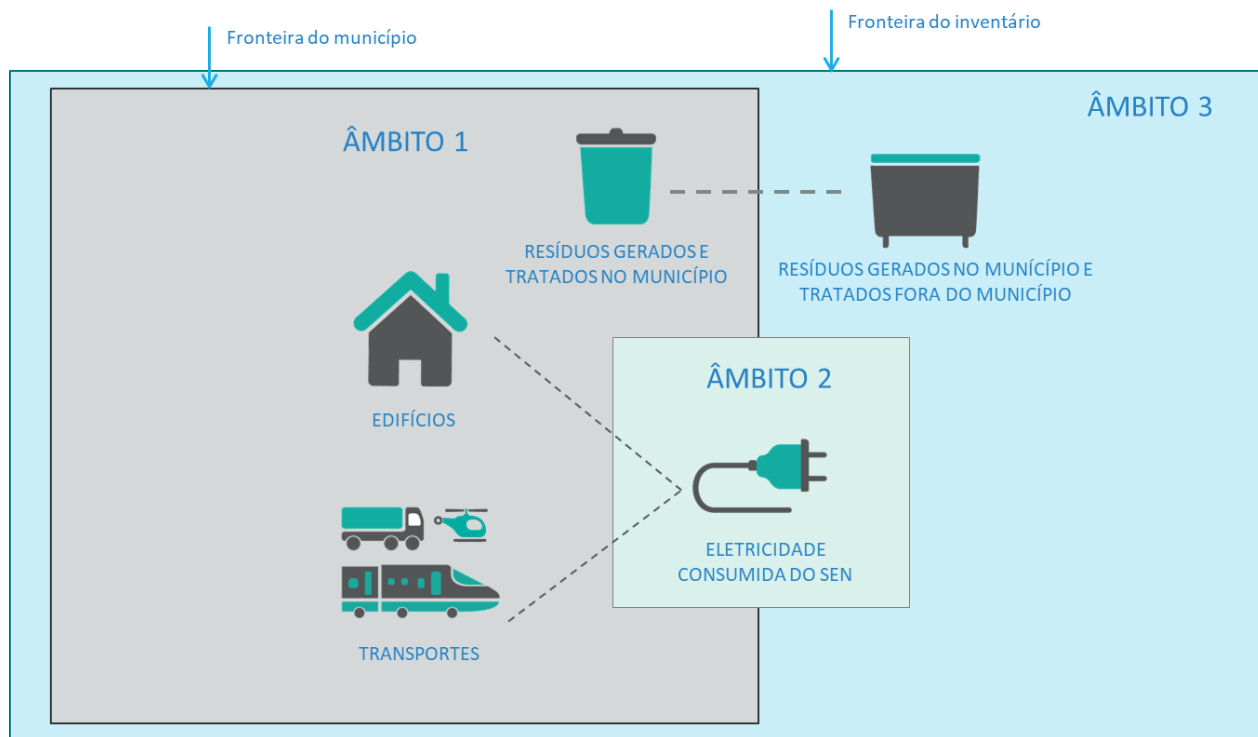 Fronteira do município
Fronteira do inventário
ÂMBITO 3
ÂMBITO 1
RESÍDUOS GERADOS E
TRATADOS NO MUNICÍPIO
RESÍDUOS GERADOS NO MUNÍCÍPIO E
TRATADOS FORA DO MUNICÍPIO
ÂMBITO 2
EDIFÍCIOS
ELETRICIDADE
CONSUMIDA DO SEN
TRANSPORTES